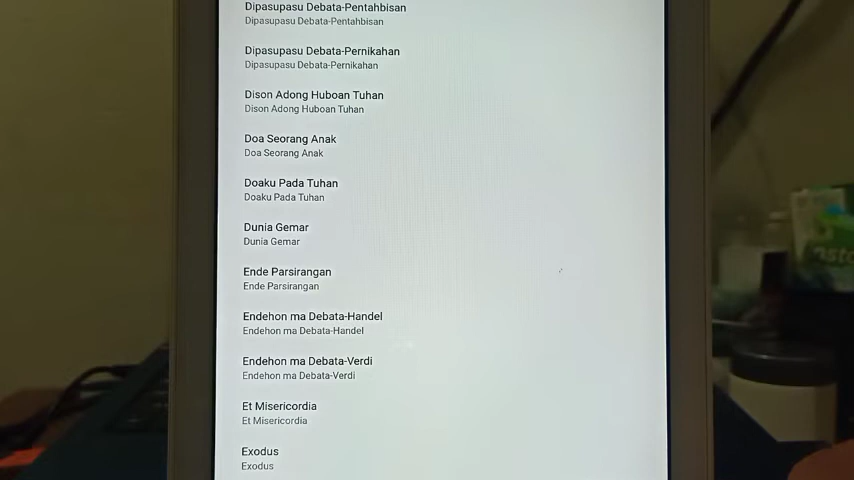 Dipasupasu Debata-Pentahbisan
Dipasupasu Debata-Pentahbisan
Dipasupasu Debata-Pernikahan
Dipasupasu Debata-Pernikahan
Dison Adong Huboan Tuhan
Dison Adong Huboan Tuhan
Doa Seorang Anak
Doa Seorang Anak
Doaku Pada Tuhan
Doaku Pada Tuhan
Dunia Gemar
Dunia Gemar
Ende Parsirangan
Ende Parsirangan
Endehon ma Debata-Handel
Endehon ma Debata-Handel
Endehon ma Debata-Verdi
Endehon ma Debata-Verdi
Et Misericordia
Et Misericordia
Exodus
Exodus